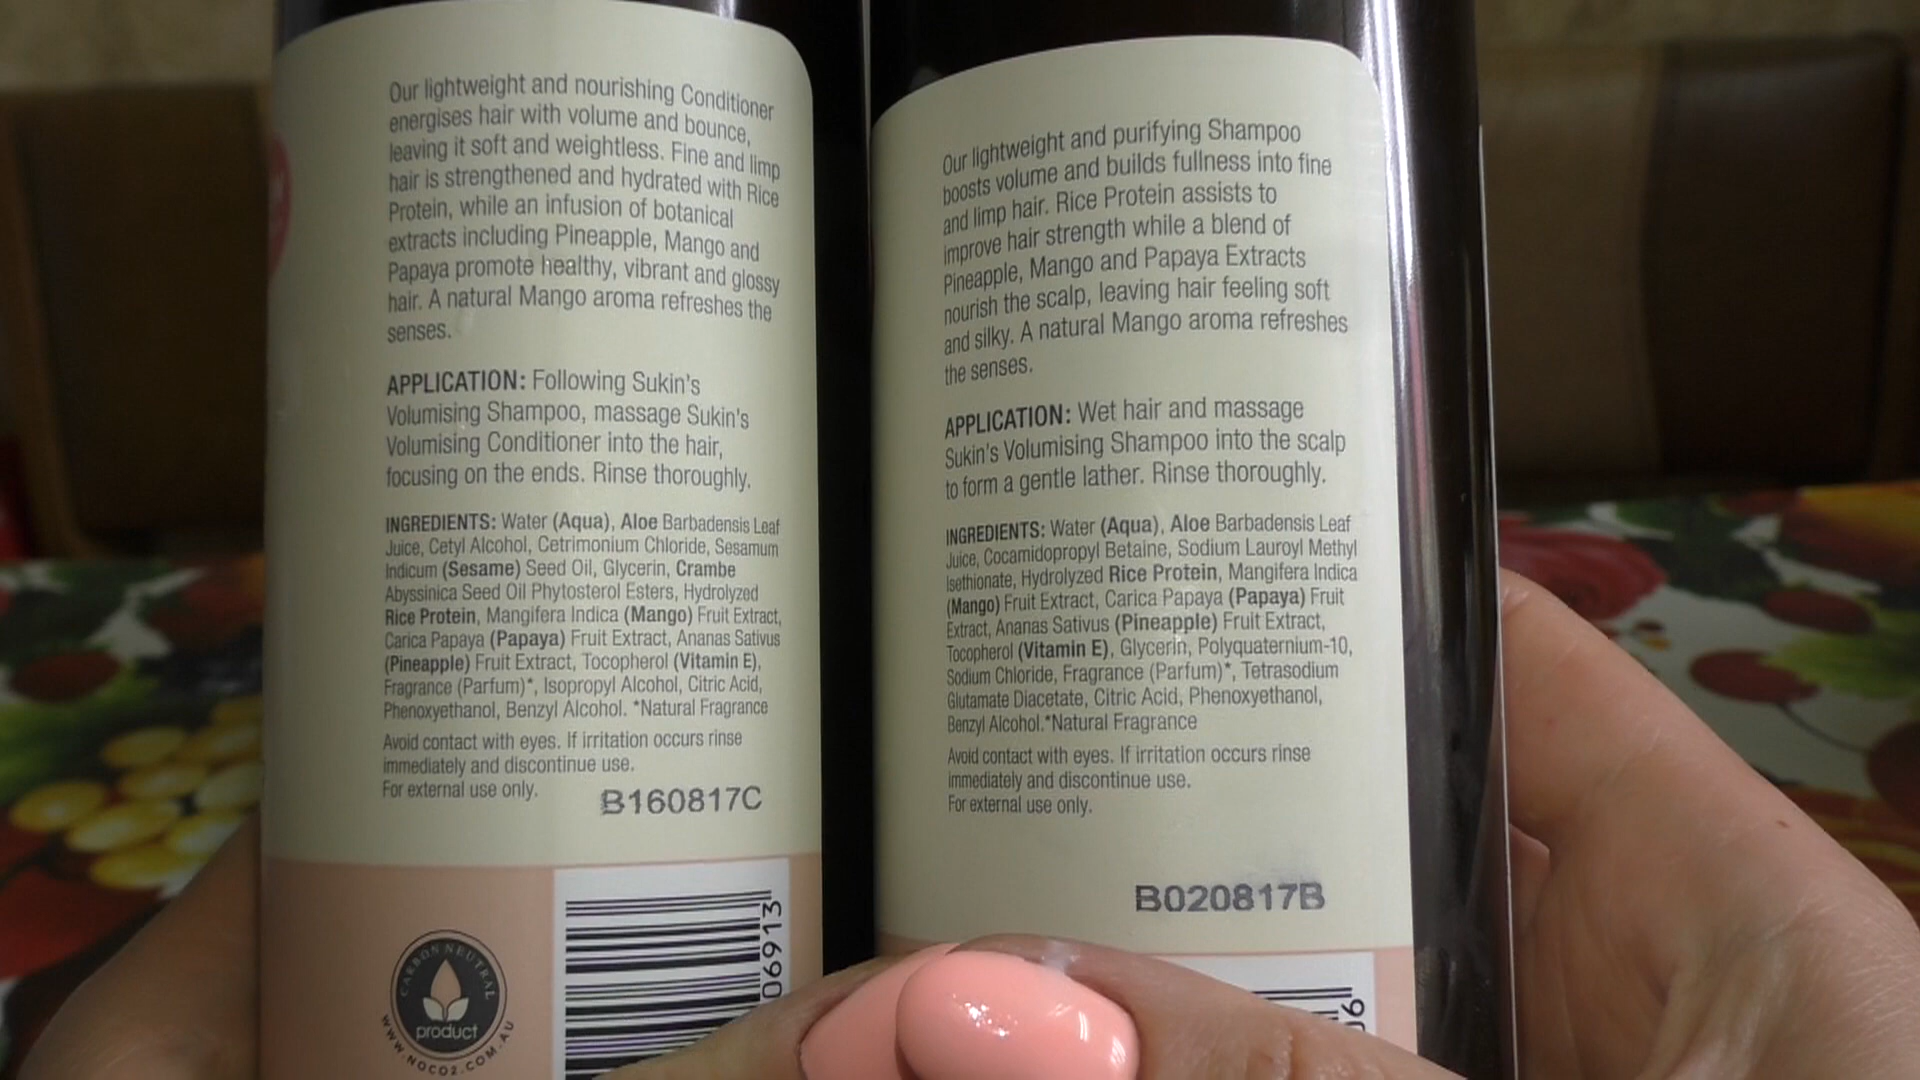 Our lightweight and nourishing Conditioner
energises hair with volume and bounce,
leaving it soft and weightless. Fine and limp
hair is strengthened and hydrated with Rice
Protein, while an infusion of botanical
extracts including Pineapple, Mango and
Papaya promote healthy, vibrant and glossy
hair. A natural Mango aroma refreshes the
senses.
APPLICATION: Following Sukin's
Volumising Shampoo, massage Sukin's
Volumising Conditioner into the hair,
focusing on the ends. Rinse thoroughly.
INGREDIENTS: Water (Aqua), Aloe Barbadensis Leaf
Juice, Cetyl Alcohol, Cetrimonium Chloride, Sesamum
Indicum (Sesame) Seed Oil, Glycerin, Crambe
Abyssinica Seed Oil Phytosterol Esters, Hydrolyzed
Rice Protein, Mangifera Indica (Mango) Fruit Extract,
Carica Papaya (Papaya) Fruit Extract, Ananas Sativus
(Pineapple) Fruit Extract, Tocopherol (Vitamin E),
Fragrance (Parfum)*, Isopropyl Alcohol, Citric Acid,
Phenoxyethanol, Benzyl Alcohol. *Natural Fragrance
Avoid contact with eyes. If irritation occurs rinse
immediately and discontinue use.
For external use only.
B160817C
CARBON NEUTRAL
product
WWW.NOCO2.COM.AU
06913
Our lightweight and purifying Shampoo
boosts volume and builds fullness into fine
and limp hair. Rice Protein assists to
improve hair strength while a blend of
Pineapple, Mango and Papaya Extracts
nourish the scalp, leaving hair feeling soft
and silky. A natural Mango aroma refreshes
the senses.
APPLICATION: Wet hair and massage
Sukin's Volumising Shampoo into the scalp
to form a gentle lather. Rinse thoroughly.
INGREDIENTS: Water (Aqua), Aloe Barbadensis Leaf
Juice, Cocamidopropyl Betaine, Sodium Lauroyl Methyl
Isethionate, Hydrolyzed Rice Protein, Mangifera Indica
(Mango) Fruit Extract, Carica Papaya (Papaya) Fruit
Extract, Ananas Sativus (Pineapple) Fruit Extract,
Tocopherol (Vitamin E), Glycerin, Polyquaternium-10,
Sodium Chloride, Fragrance (Parfum)*, Tetrasodium
Glutamate Diacetate, Citric Acid, Phenoxyethanol,
Benzyl Alcohol.*Natural Fragrance
Avoid contact with eyes. If irritation occurs rinse
immediately and discontinue use.
For external use only.
B020817B